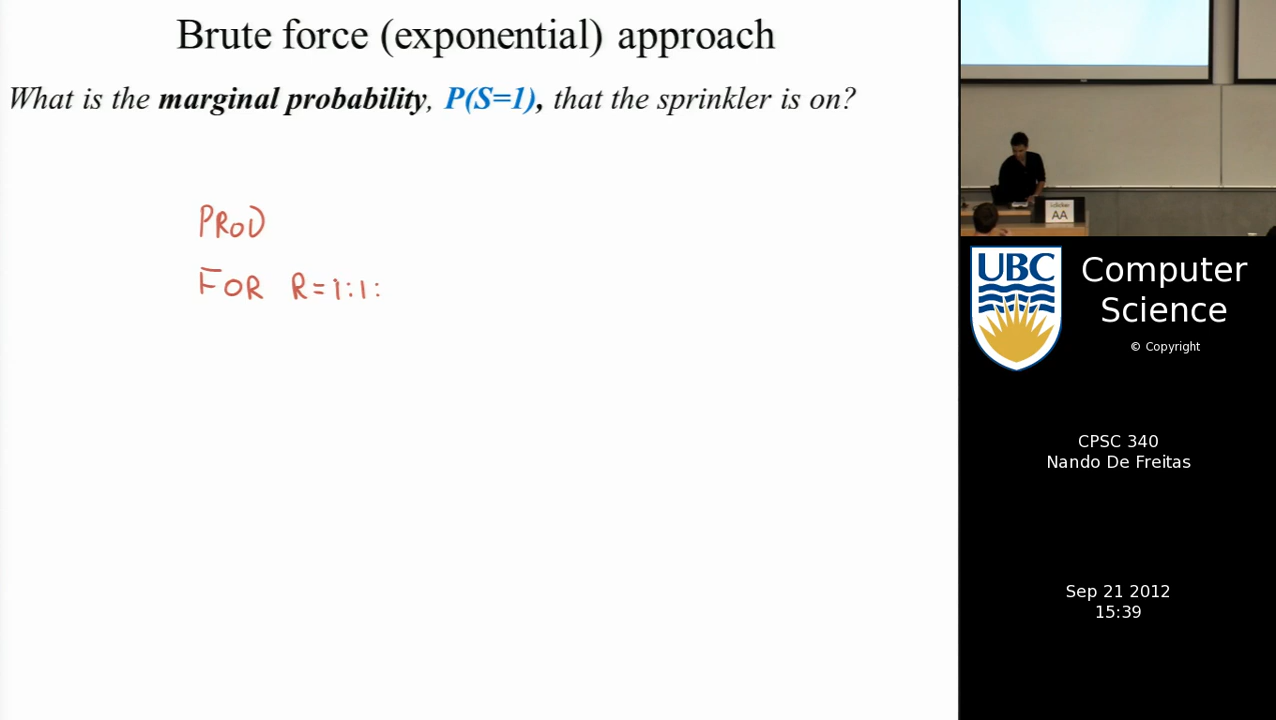 Brute force (exponential) approach
What is the marginal probability, P(S=1), that the sprinkler is on?
PROD
FOR R=1:1:
AA
UBC
Computer
Science
© Copyright
CPSC 340
Nando De Freitas
Sep 21 2012
15:39